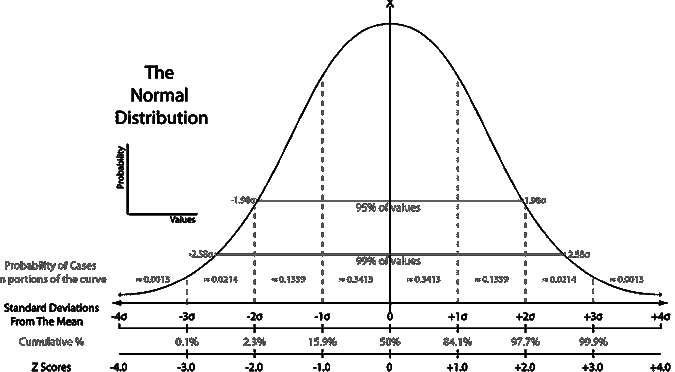 X
The
Normal
Distribution
Probability
Values
-1.96σ 1.96σ
95% of values
-2.58σ 2.58σ
99% of values
Probability of Cases
n portions of the curve ≈ 0.0013 ≈ 0.0214 ≈ 0.1359 ≈ 0.3413 ≈ 0.3413 ≈ 0.1359 ≈ 0.0214 ≈ 0.0013
Standard Deviations
From The Mean -4σ -3σ -2σ -1σ 0 +1σ +2σ +3σ +4σ
Cumulative % 0.1% 2.3% 15.9% 50% 84.1% 97.7% 99.9%
Z Scores -4.0 -3.0 -2.0 -1.0 0 +1.0 +2.0 +3.0 +4.0